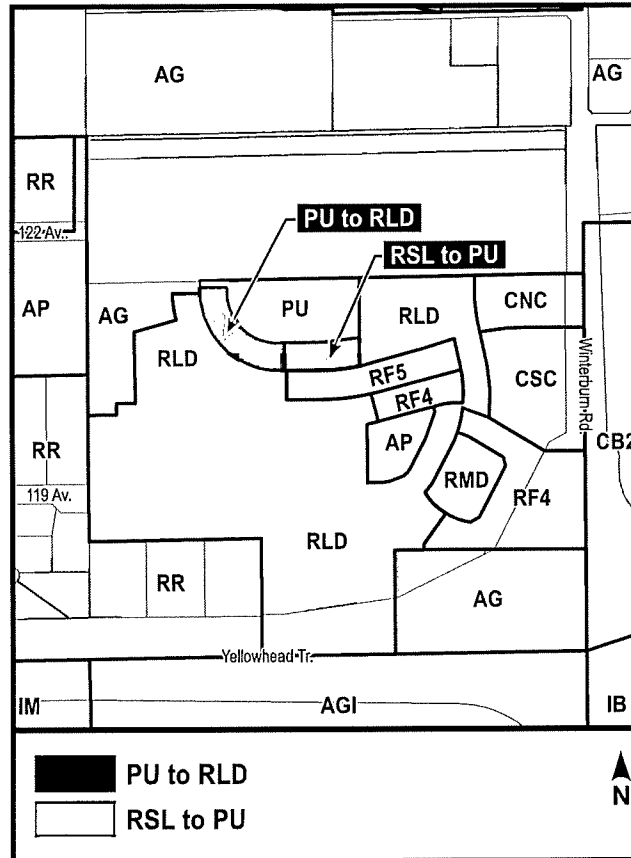 AG
AG
RR
122 Av.
PU to RLD
RSL to PU
AP
AG
PU
RLD
CNC
RLD
RF5
CSC
Winterburn Rd
RF4
AP
CB2
RR
RMD
RF4
119 Av.
RLD
RR
AG
Yellowhead Tr.
IM
AGI
IB
PU to RLD
RSL to PU
N